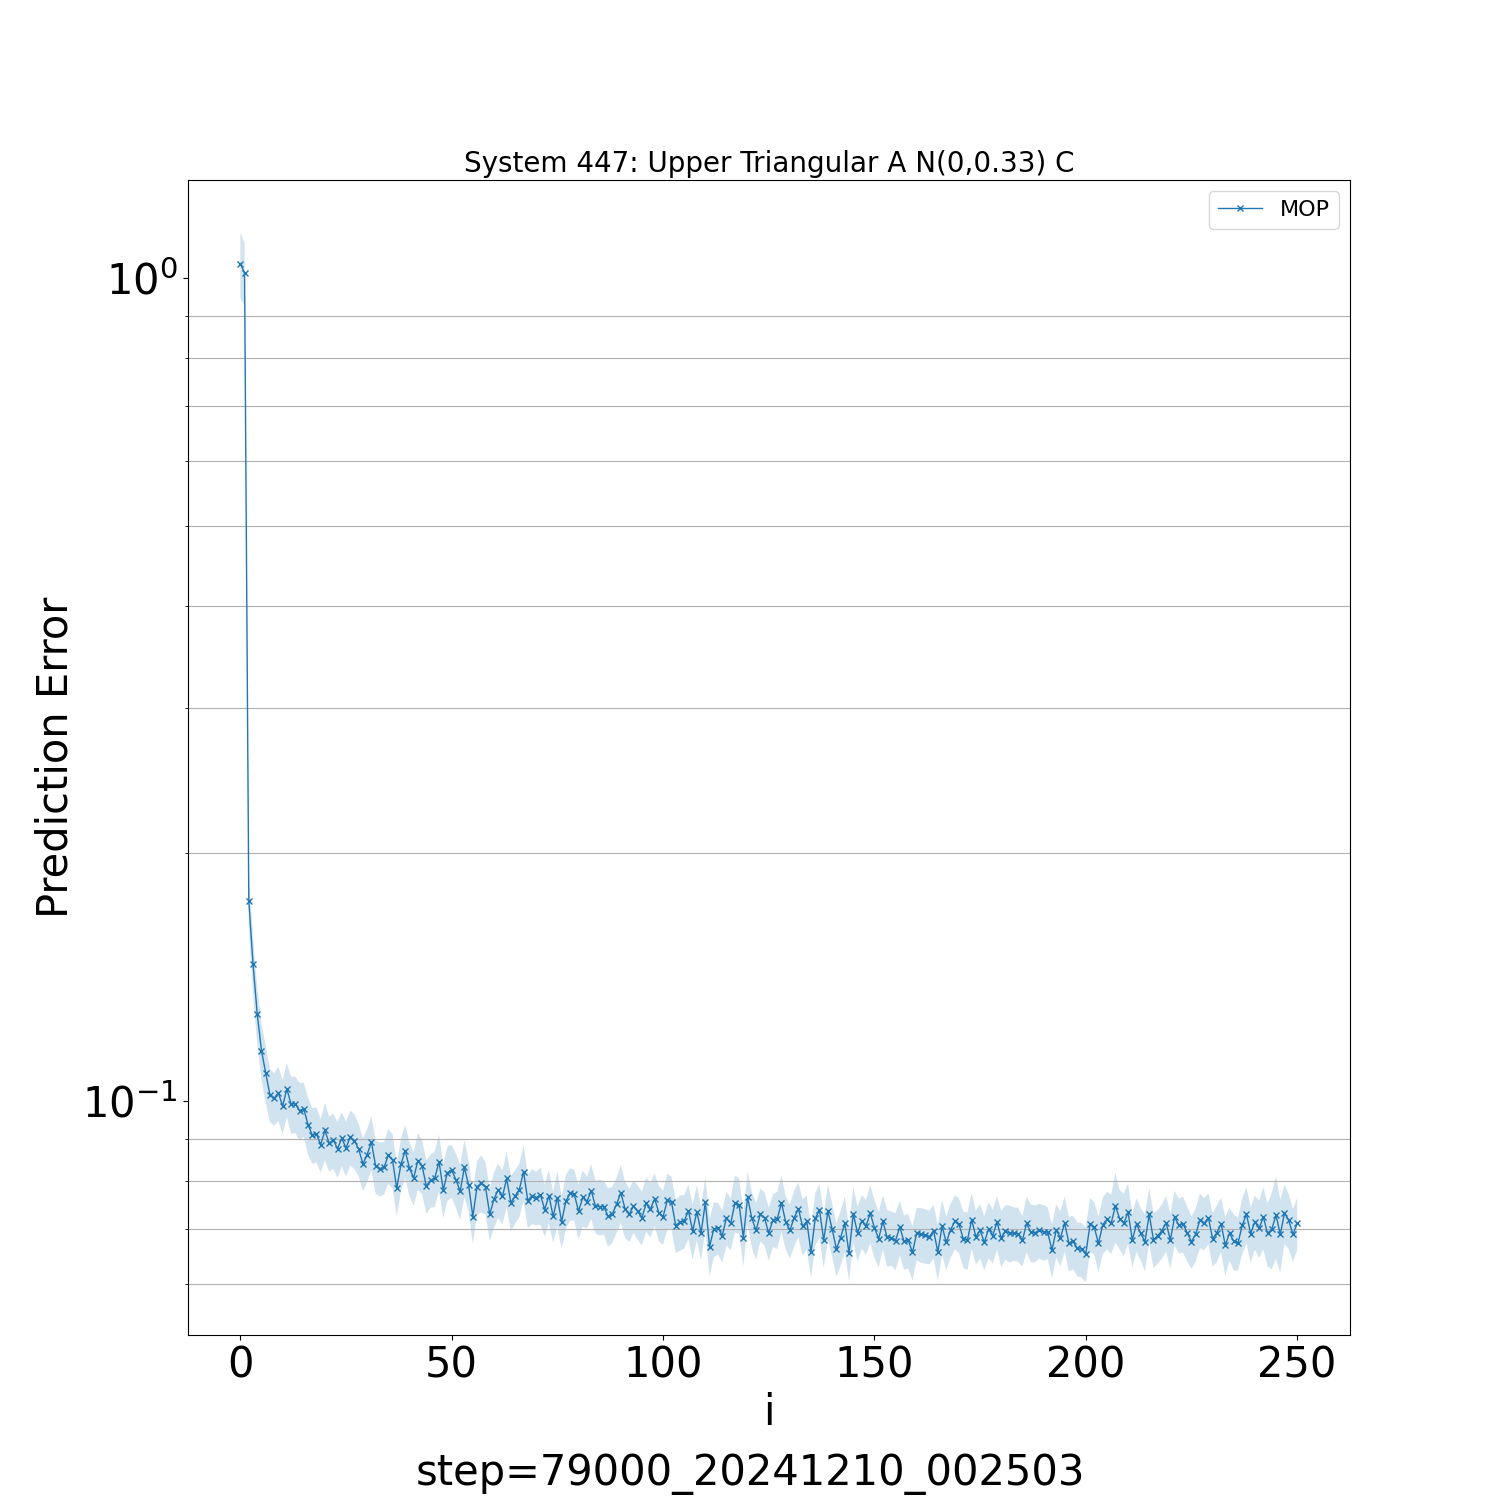 System 447: Upper Triangular A N(0,0.33) C
MOP
10⁰
10⁻¹
Prediction Error
0 50 100 150 200 250
i
step=79000_20241210_002503